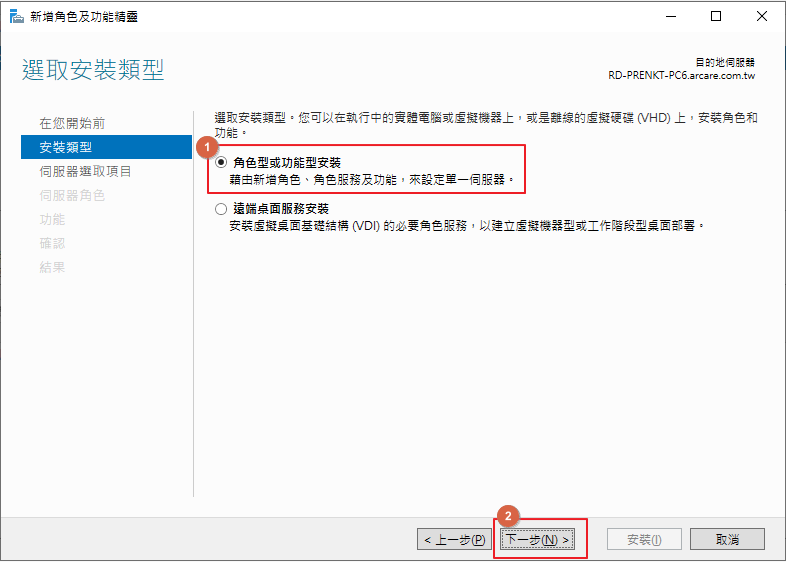 新增角色及功能精靈
選取安裝類型
目的地伺服器
RD-PRENKT-PC6.arcare.com.tw
在您開始前
安裝類型
伺服器選取項目
伺服器角色
功能
確認
結果
選取安裝類型。您可以在執行中的實體電腦或虛擬機器上，或是離線的虛擬硬碟 (VHD) 上，安裝角色和
功能。
1
角色型或功能型安裝
藉由新增角色、角色服務及功能，來設定單一伺服器。
遠端桌面服務安裝
安裝虛擬桌面基礎結構 (VDI) 的必要角色服務，以建立虛擬機器型或工作階段型桌面部署。
2
< 上一步(P)
下一步(N) >
安裝(I)
取消